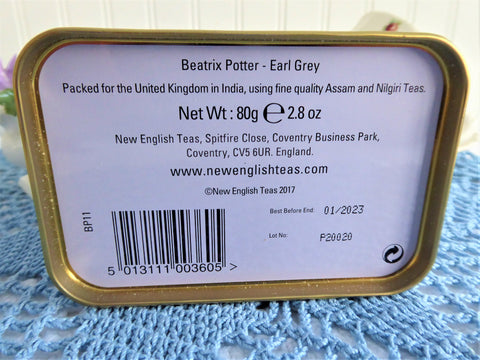 Beatrix Potter - Earl Grey
Packed for the United Kingdom in India, using fine quality Assam and Nilgiri Teas.
Net Wt : 80g ℮ 2.8 oz
New English Teas, Spitfire Close, Coventry Business Park,
Coventry, CV5 6UR. England.
www.newenglishteas.com
©New English Teas 2017
BP11
Best Before End: 01/2023
Lot No: P20020
5 013111 003605 >